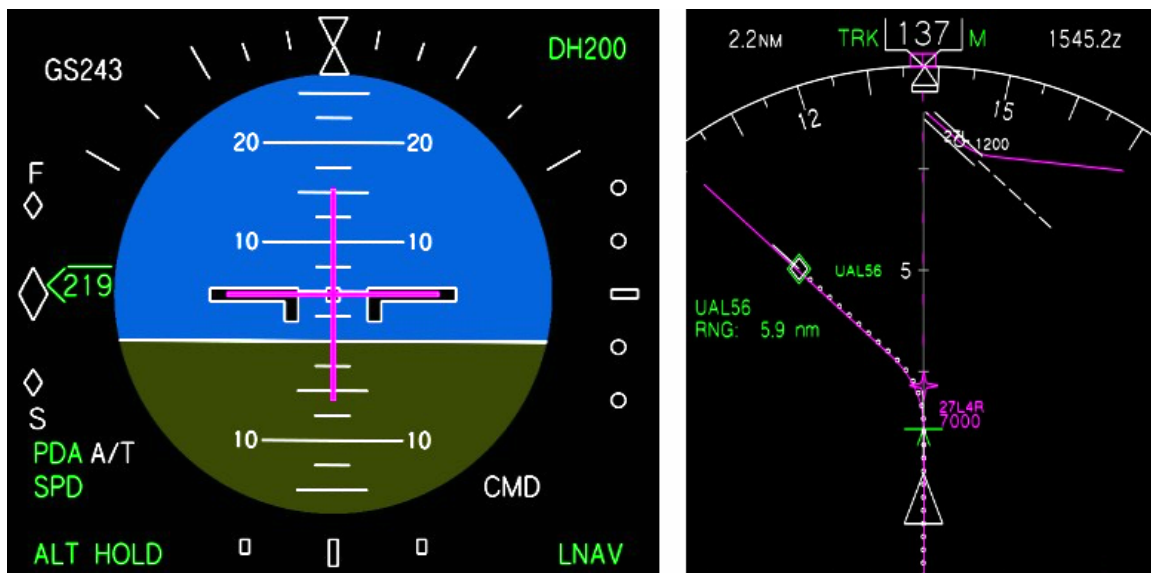 GS243
DH200
20 20
F
10 10
219
S
10 10
PDA A/T
SPD
CMD
ALT HOLD
LNAV
2.2NM
TRK 137 M
1545.2Z
12
15
27L
1200
5
UAL56
UAL56
RNG: 5.9 nm
27L4R
7000